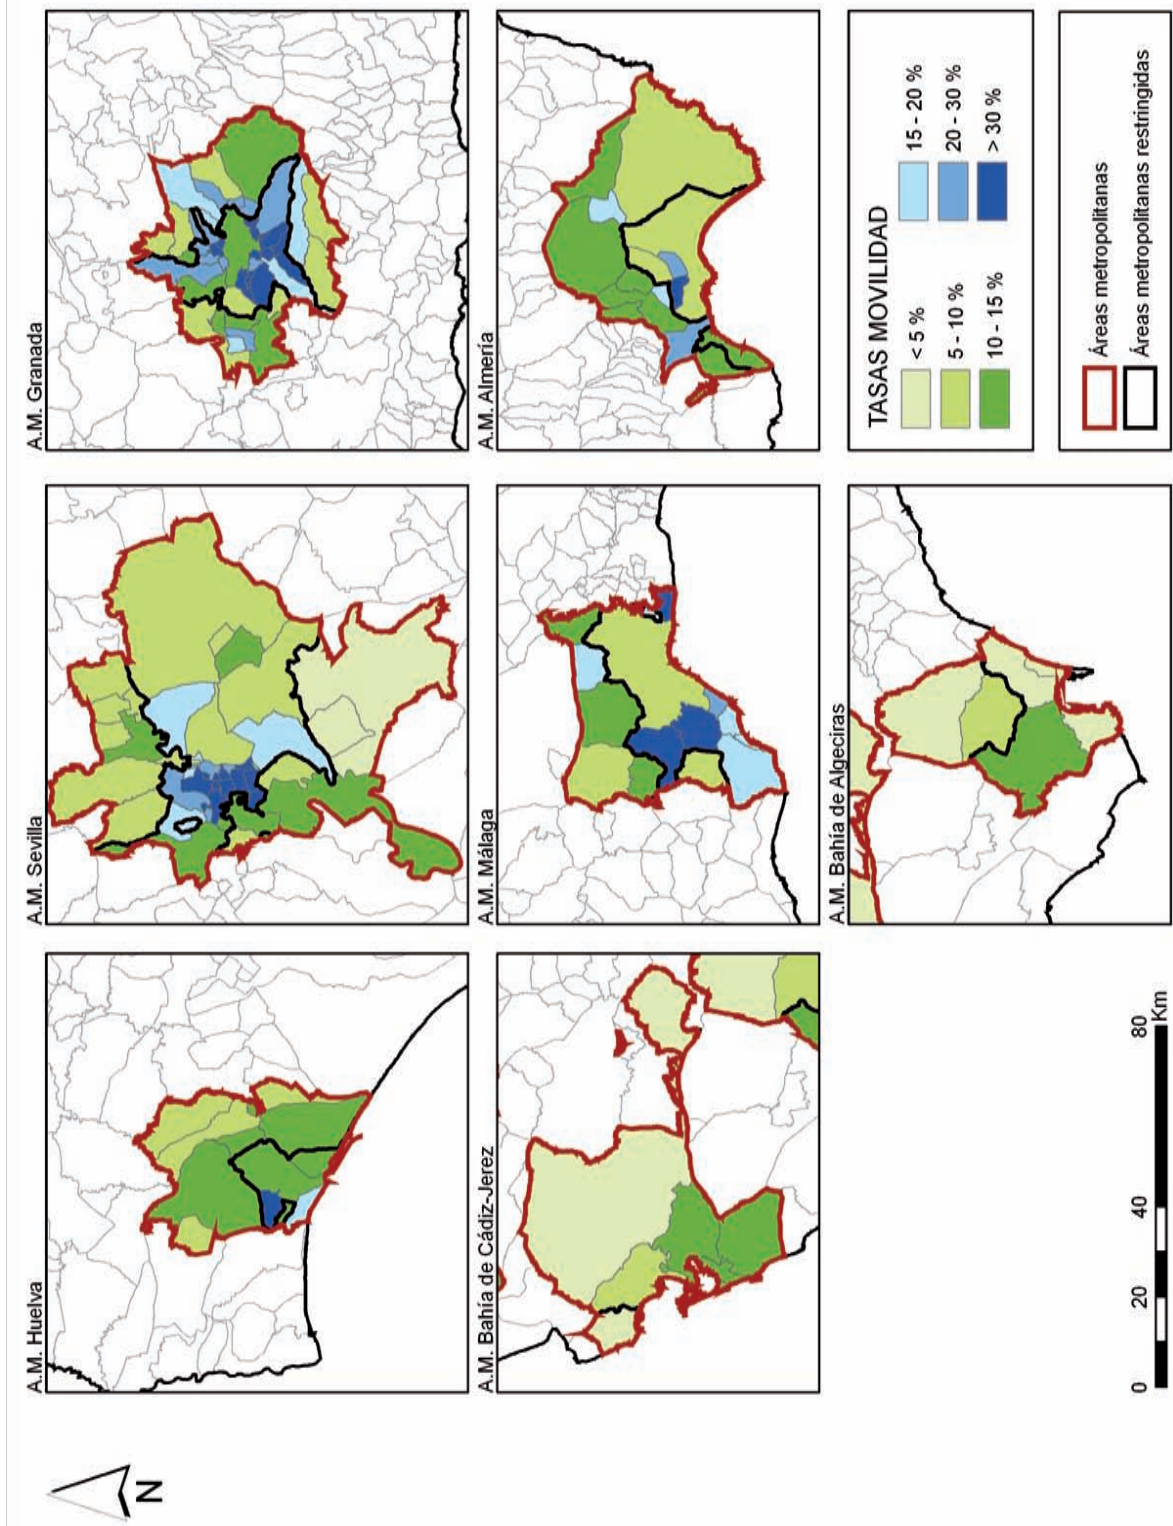 N
A.M. Huelva
A.M. Sevilla
A.M. Granada
A.M. Bahía de Cádiz-Jerez
A.M. Málaga
A.M. Almería
A.M. Bahía de Algeciras
TASAS MOVILIDAD
< 5 %
5 - 10 %
10 - 15 %
15 - 20 %
20 - 30 %
> 30 %
Áreas metropolitanas
Áreas metropolitanas restringidas
0 20 40 80
Km